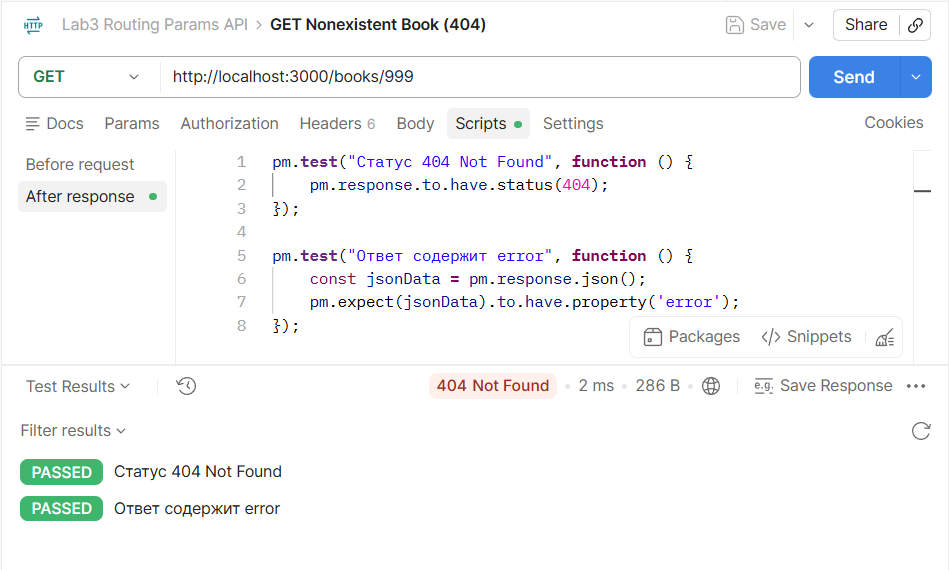 HTTP Lab3 Routing Params API > GET Nonexistent Book (404) Save Share
GET http://localhost:3000/books/999 Send
Docs Params Authorization Headers 6 Body Scripts Settings Cookies
Before request
After response
1 pm.test("Статус 404 Not Found", function () {
2 pm.response.to.have.status(404);
3 });
4
5 pm.test("Ответ содержит error", function () {
6 const jsonData = pm.response.json();
7 pm.expect(jsonData).to.have.property('error');
8 });
Packages </> Snippets
Test Results 404 Not Found 2 ms 286 B e.g. Save Response
Filter results
PASSED Статус 404 Not Found
PASSED Ответ содержит error